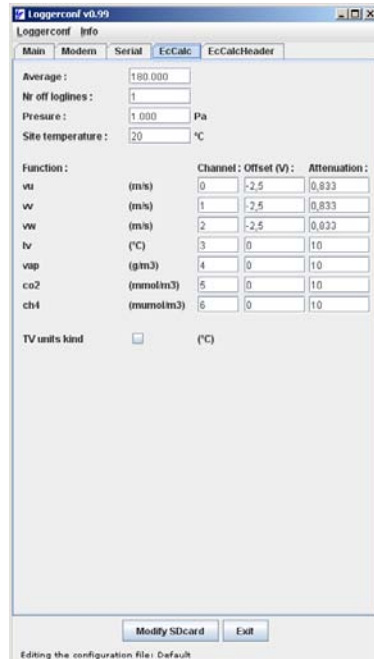 Loggerconf v0.99
Loggerconf Info
Main Modem Serial EcCalc EcCalcHeader
Average : 180.000
Nr off loglines : 1
Presure : 1.000 Pa
Site temperature : 20 °C
Function : Channel : Offset (V) : Attenuation :
vu (m/s) 0 -2,5 0,833
vv (m/s) 1 -2,5 0,833
vw (m/s) 2 -2,5 0,833
tv (°C) 3 0 10
vap (g/m3) 4 0 10
co2 (mmol/m3) 5 0 10
ch4 (mumol/m3) 6 0 10
TV units kind (°C)
Modify SDcard Exit
Editing the configuration file: Default